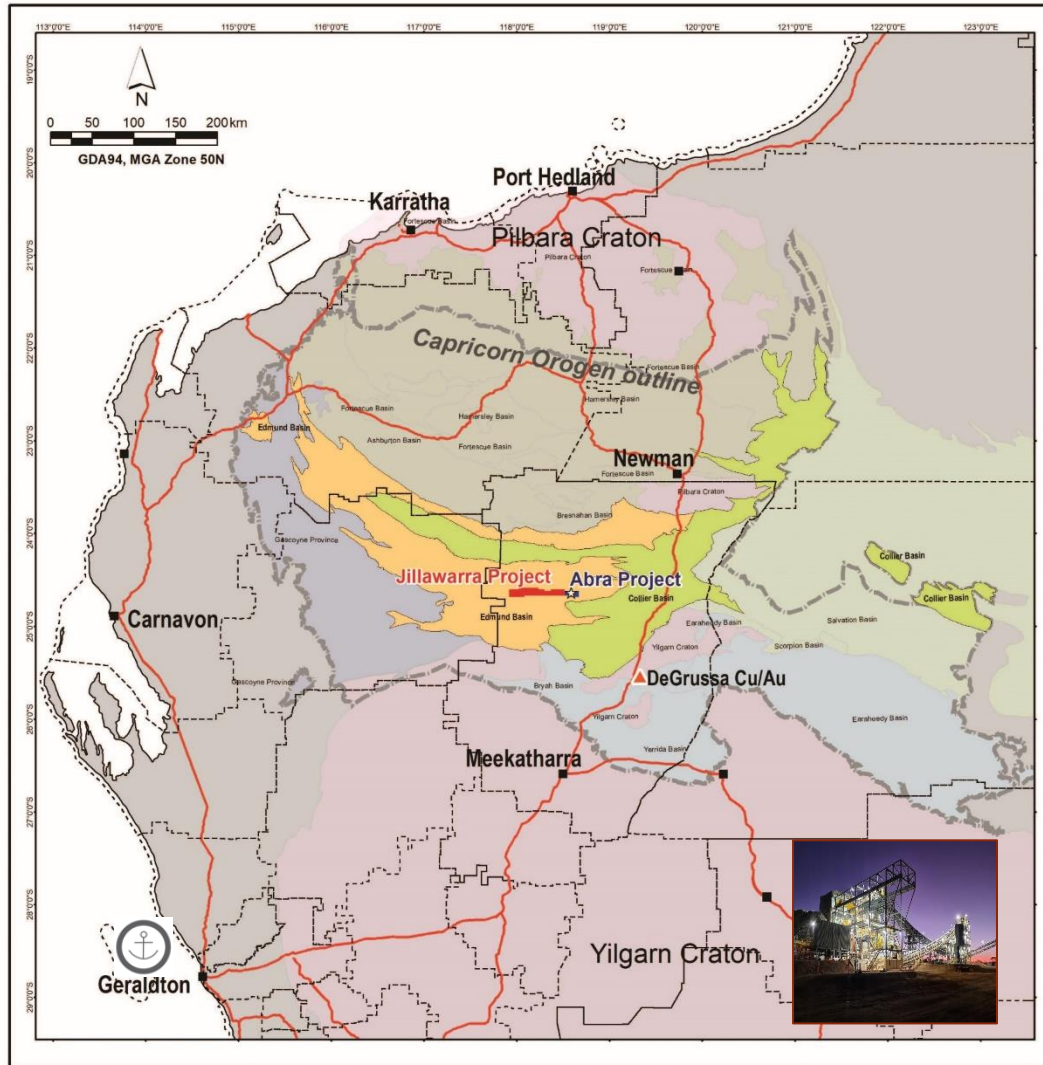 113°0'0"E 114°0'0"E 115°0'0"E 116°0'0"E 117°0'0"E 118°0'0"E 119°0'0"E 120°0'0"E 121°0'0"E 122°0'0"E 123°0'0"E
19°0'0"S
20°0'0"S
21°0'0"S
22°0'0"S
23°0'0"S
24°0'0"S
25°0'0"S
26°0'0"S
27°0'0"S
28°0'0"S
29°0'0"S
N
0 50 100 150 200 km
GDA94, MGA Zone 50N
Port Hedland
Karratha
Fortescue Basin
Pilbara Craton
Pilbara Craton
Capricorn Orogen outline
Fortescue Basin
Hamersley Basin
Fortescue Basin
Hamersley Basin
Edmund Basin
Ashburton Basin
Fortescue Basin
Newman
Fortescue Basin
Pilbara Craton
Bresnahan Basin
Gascoyne Province
Collier Basin
Jillawarra Project
Abra Project
Collier Basin
Collier Basin
Carnavon
Edmund Basin
Earaheedy Basin
Salvation Basin
Yilgarn Craton
Scorpion Basin
Gascoyne Province
Bryah Basin
DeGrussa Cu/Au
Yilgarn Craton
Earaheedy Basin
Yarrida Basin
Meekatharra
Yilgarn Craton
Geraldton